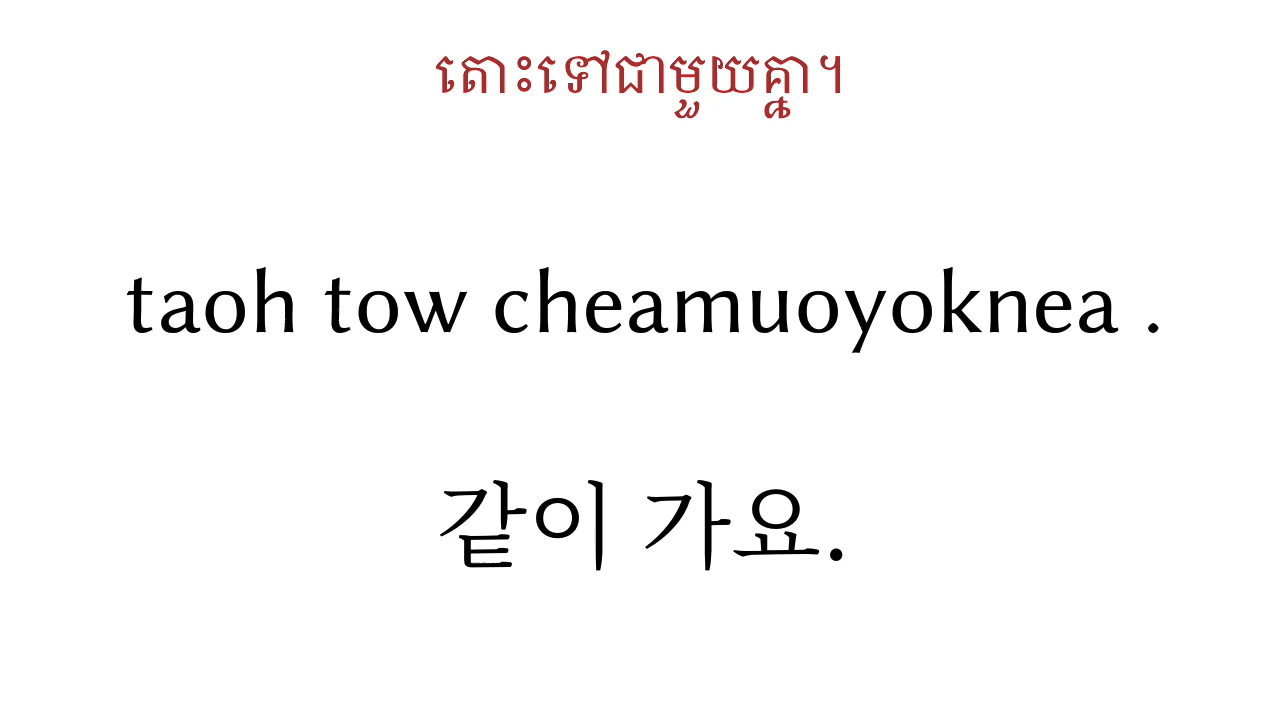 តោះទៅជាមួយគ្នា។
taoh tow cheamuoyoknea .
같이 가요.